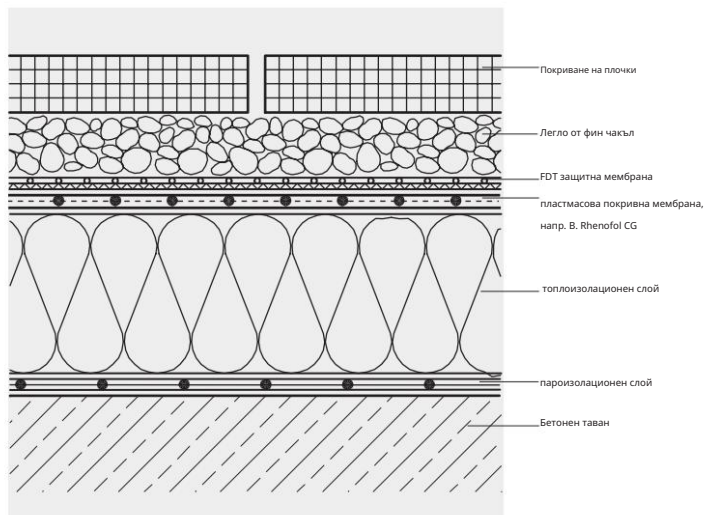 Покриване на плочки
Легло от фин чакъл
FDT защитна мембрана
пластмасова покривна мембрана,
напр. B. Rhenofol CG
топлоизолационен слой
пароизолационен слой
Бетонен таван